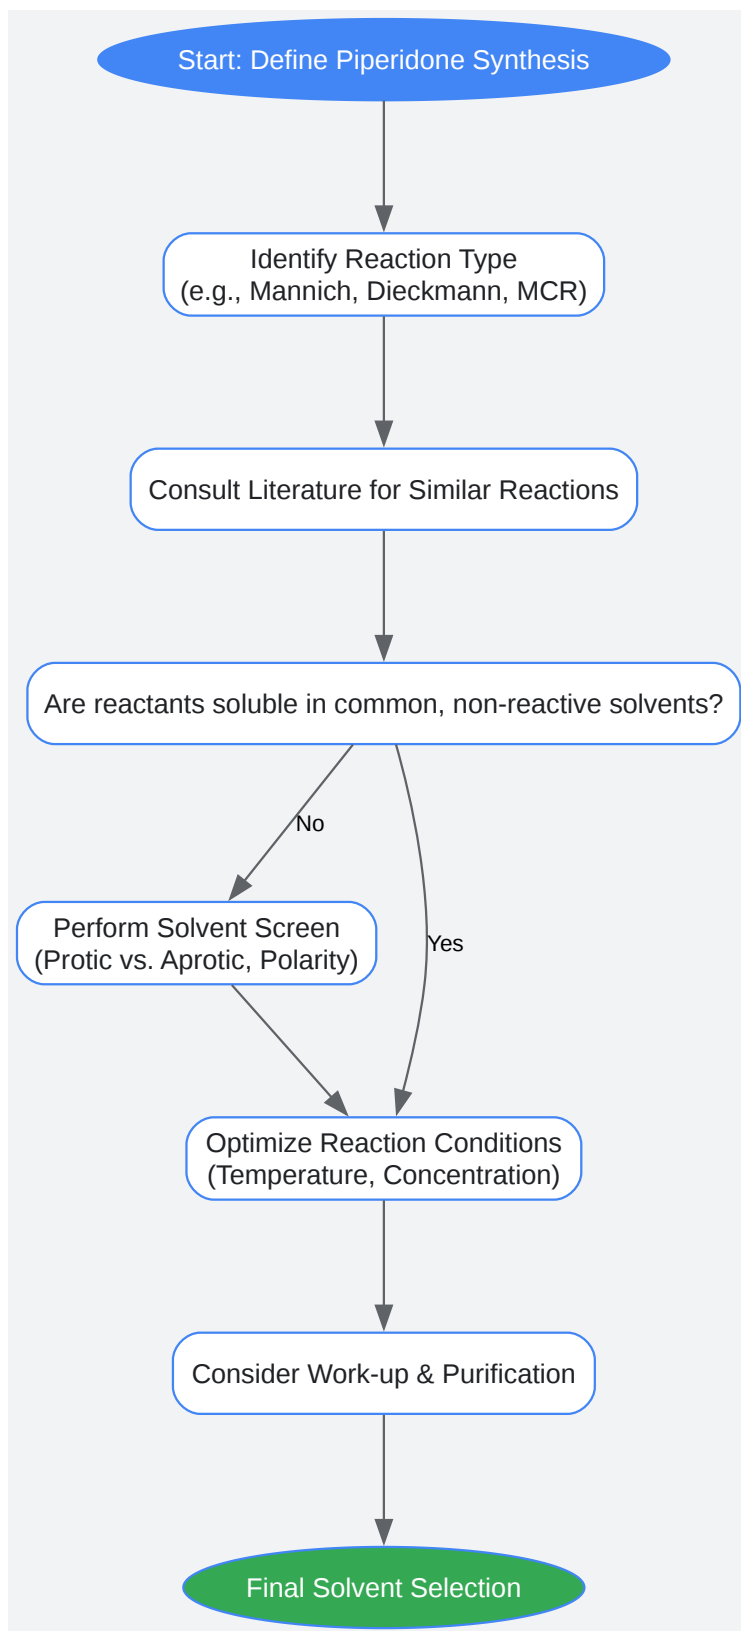 Start: Define Piperidone Synthesis
Identify Reaction Type
(e.g., Mannich, Dieckmann, MCR)
Consult Literature for Similar Reactions
Are reactants soluble in common, non-reactive solvents?
No
Perform Solvent Screen
(Protic vs. Aprotic, Polarity)
Yes
Optimize Reaction Conditions
(Temperature, Concentration)
Consider Work-up & Purification
Final Solvent Selection